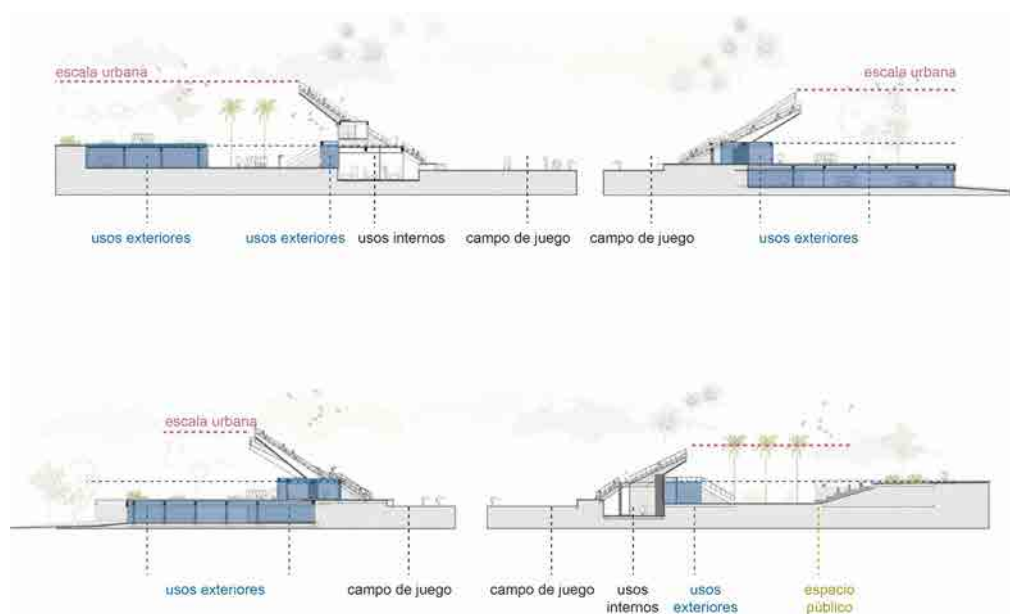 escala urbana
escala urbana
usos exteriores
usos exteriores
usos internos
campo de juego
campo de juego
usos exteriores
escala urbana
usos exteriores
campo de juego
campo de juego
usos
internos
usos
exteriores
espacio
público